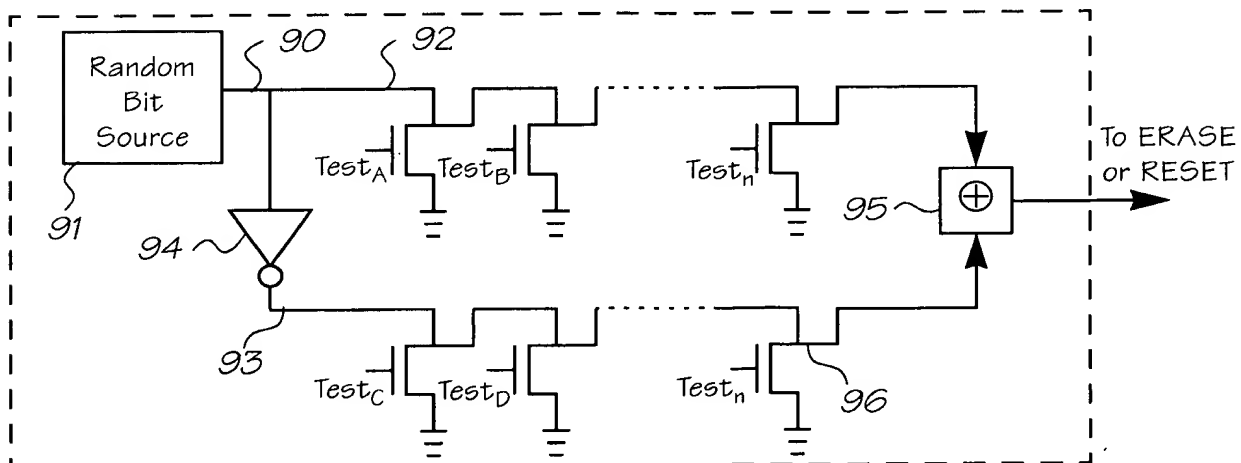 Random
Bit
Source
90
92
91
Test_A
Test_B
Test_n
To ERASE
or RESET
95
94
93
Test_C
Test_D
Test_n
96